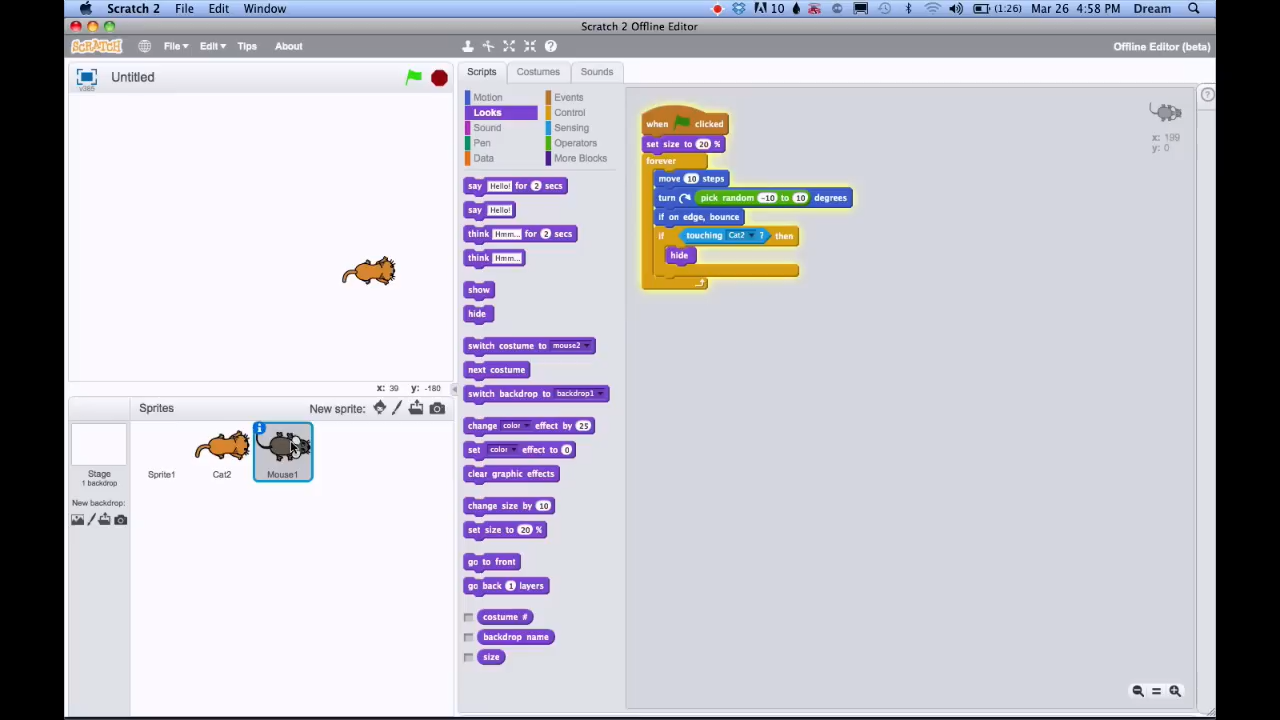 Scratch 2 File Edit Window 10 (1:26) Mar 26 4:58 PM Dream
Scratch 2 Offline Editor
SCRATCH File Edit Tips About Offline Editor (beta)
v385 Untitled
Scripts Costumes Sounds
Motion Events
Looks Control
Sound Sensing
Pen Operators
Data More Blocks
say Hello! for 2 secs
say Hello!
think Hmm... for 2 secs
think Hmm...
show
hide
switch costume to mouse2
next costume
switch backdrop to backdrop1
change color effect by 25
set color effect to 0
clear graphic effects
change size by 10
set size to 20 %
go to front
go back 1 layers
costume #
backdrop name
size
when clicked
set size to 20 %
forever
move 10 steps
turn pick random -10 to 10 degrees
if on edge, bounce
if touching Cat2 ? then
hide
x: 199
y: 0
?
x: 39 y: -180
Sprites New sprite:
Stage
1 backdrop
New backdrop:
Sprite1 Cat2 Mouse1